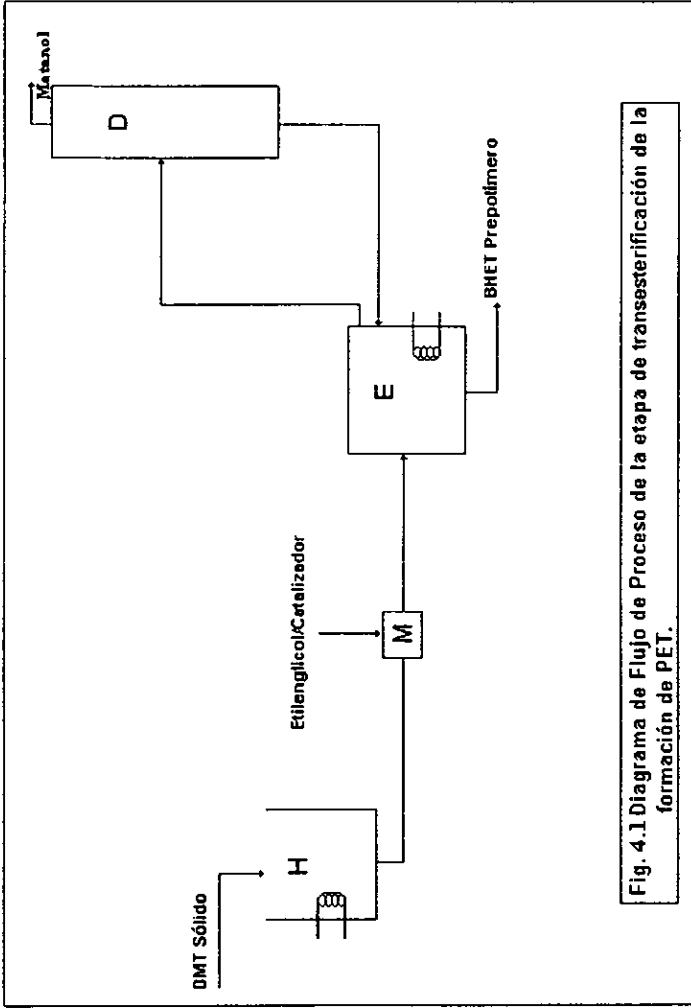 DMT Sólido
H
Etilenglicol/Catalizador
M
E
BHET Prepolímero
D
Metanol
Fig. 4.1 Diagrama de Flujo de Proceso de la etapa de transesterificación de la
formación de PET.